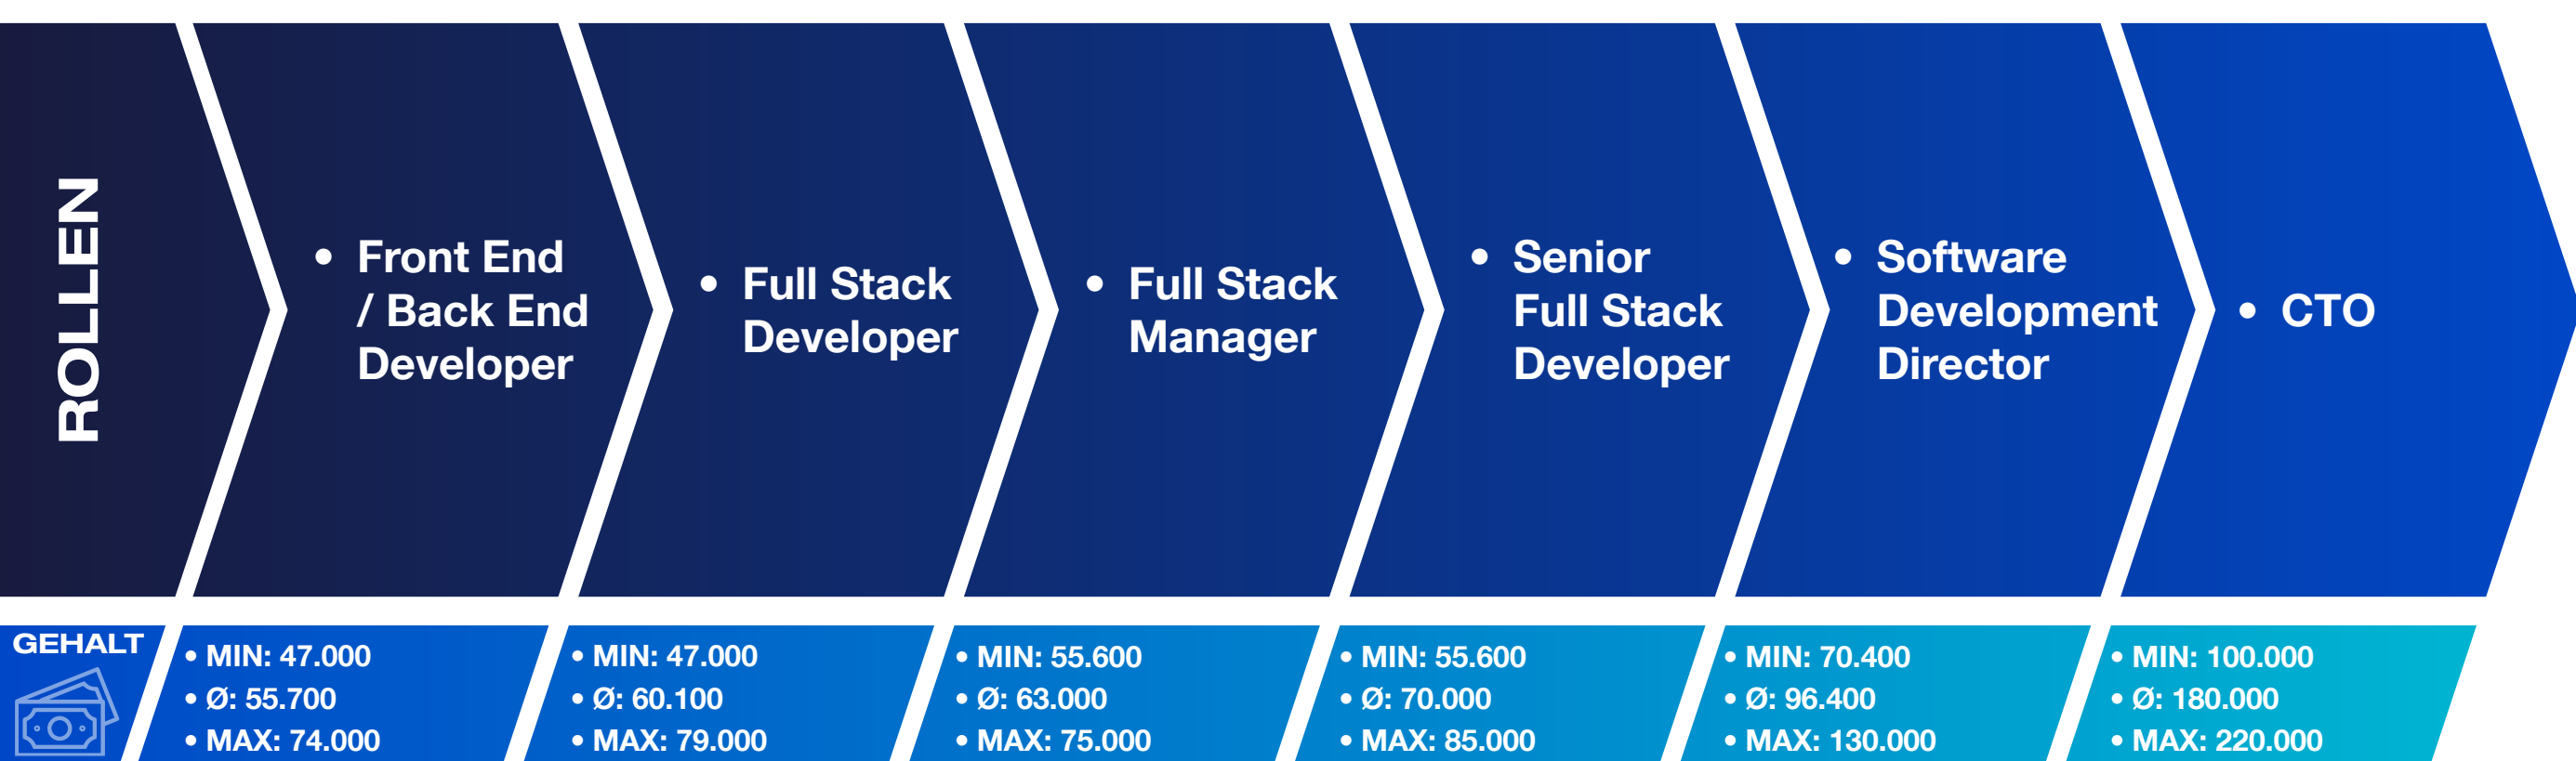 ROLLEN
• Front End
/ Back End
Developer
• Full Stack
Developer
• Full Stack
Manager
• Senior
Full Stack
Developer
• Software
Development
Director
• CTO
GEHALT
• MIN: 47.000
• Ø: 55.700
• MAX: 74.000
• MIN: 47.000
• Ø: 60.100
• MAX: 79.000
• MIN: 55.600
• Ø: 63.000
• MAX: 75.000
• MIN: 55.600
• Ø: 70.000
• MAX: 85.000
• MIN: 70.400
• Ø: 96.400
• MAX: 130.000
• MIN: 100.000
• Ø: 180.000
• MAX: 220.000